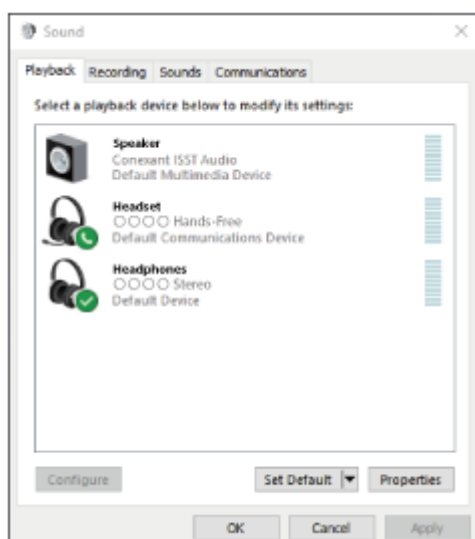 Sound
Playback Recording Sounds Communications
Select a playback device below to modify its settings:
Speaker
Conexant ISST Audio
Default Multimedia Device
Headset
○○○○ Hands-Free
Default Communications Device
Headphones
○○○○ Stereo
Default Device
Configure Set Default Properties
OK Cancel Apply